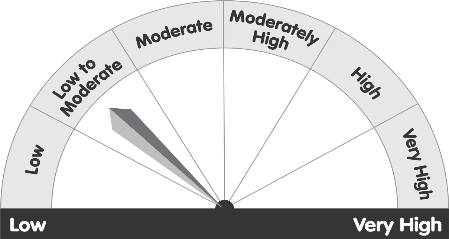 Low
Low to
Moderate
Moderate
Moderately
High
High
Very High
Low
Very High